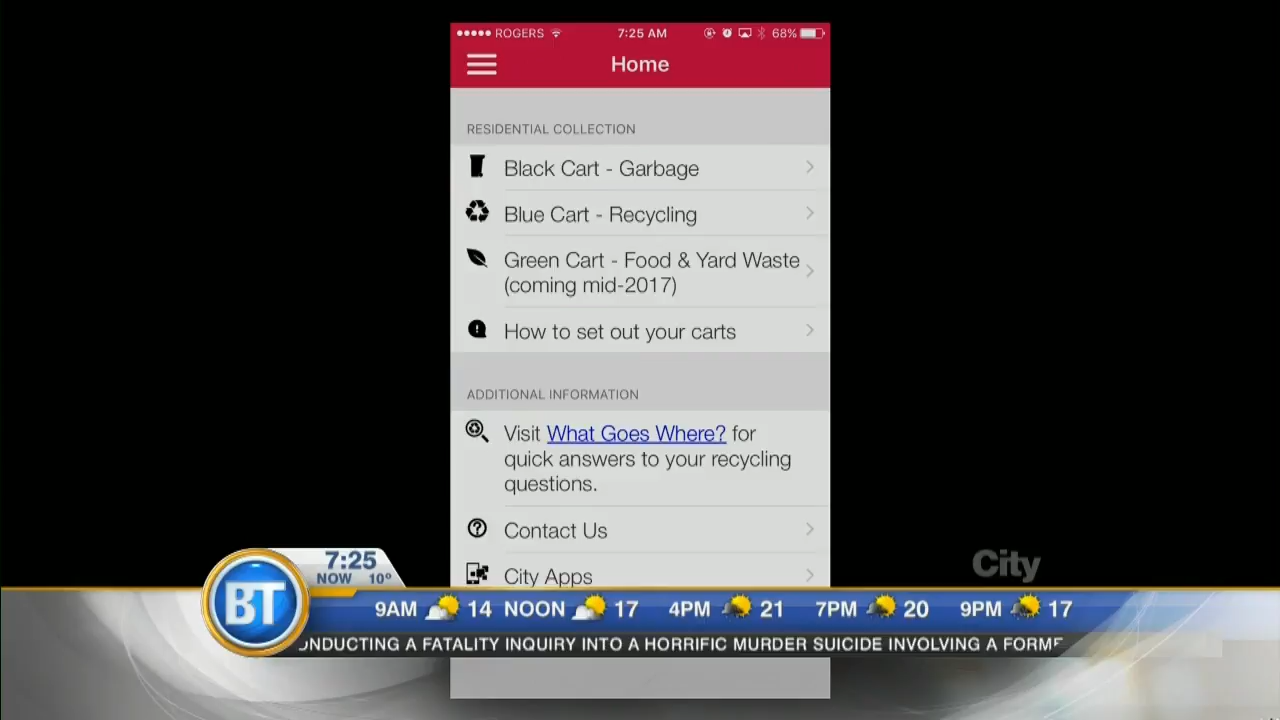 ROGERS 7:25 AM 68%
Home
RESIDENTIAL COLLECTION
Black Cart - Garbage
Blue Cart - Recycling
Green Cart - Food & Yard Waste
(coming mid-2017)
How to set out your carts
ADDITIONAL INFORMATION
Visit What Goes Where? for
quick answers to your recycling
questions.
Contact Us
City Apps
City
7:25
NOW 10°
BT
9AM 14 NOON 17 4PM 21 7PM 20 9PM 17
ONDUCTING A FATALITY INQUIRY INTO A HORRIFIC MURDER SUICIDE INVOLVING A FORME